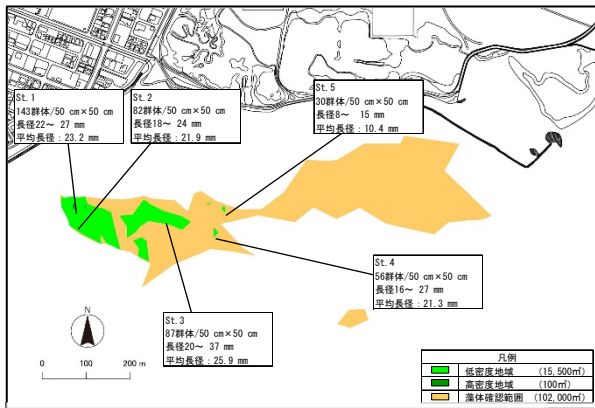 St. 1
143群体/50 cm×50 cm
長径22～ 27 mm
平均長径：23.2 mm
St. 2
82群体/50 cm×50 cm
長径18～ 24 mm
平均長径：21.9 mm
St. 5
30群体/50 cm×50 cm
長径8～ 15 mm
平均長径：10.4 mm
St. 4
56群体/50 cm×50 cm
長径16～ 27 mm
平均長径：21.3 mm
St. 3
87群体/50 cm×50 cm
長径20～ 37 mm
平均長径：25.9 mm
N
0 100 200 m
凡例
低密度地域 (15,500㎡)
高密度地域 (100㎡)
藻体確認範囲 (102,000㎡)